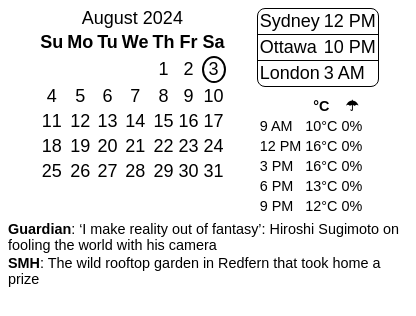 August 2024
Su Mo Tu We Th Fr Sa
1 2 3
4 5 6 7 8 9 10
11 12 13 14 15 16 17
18 19 20 21 22 23 24
25 26 27 28 29 30 31
Sydney 12 PM
Ottawa 10 PM
London 3 AM
°C ☂
9 AM 10°C 0%
12 PM 16°C 0%
3 PM 16°C 0%
6 PM 13°C 0%
9 PM 12°C 0%
Guardian: ‘I make reality out of fantasy’: Hiroshi Sugimoto on
fooling the world with his camera
SMH: The wild rooftop garden in Redfern that took home a
prize